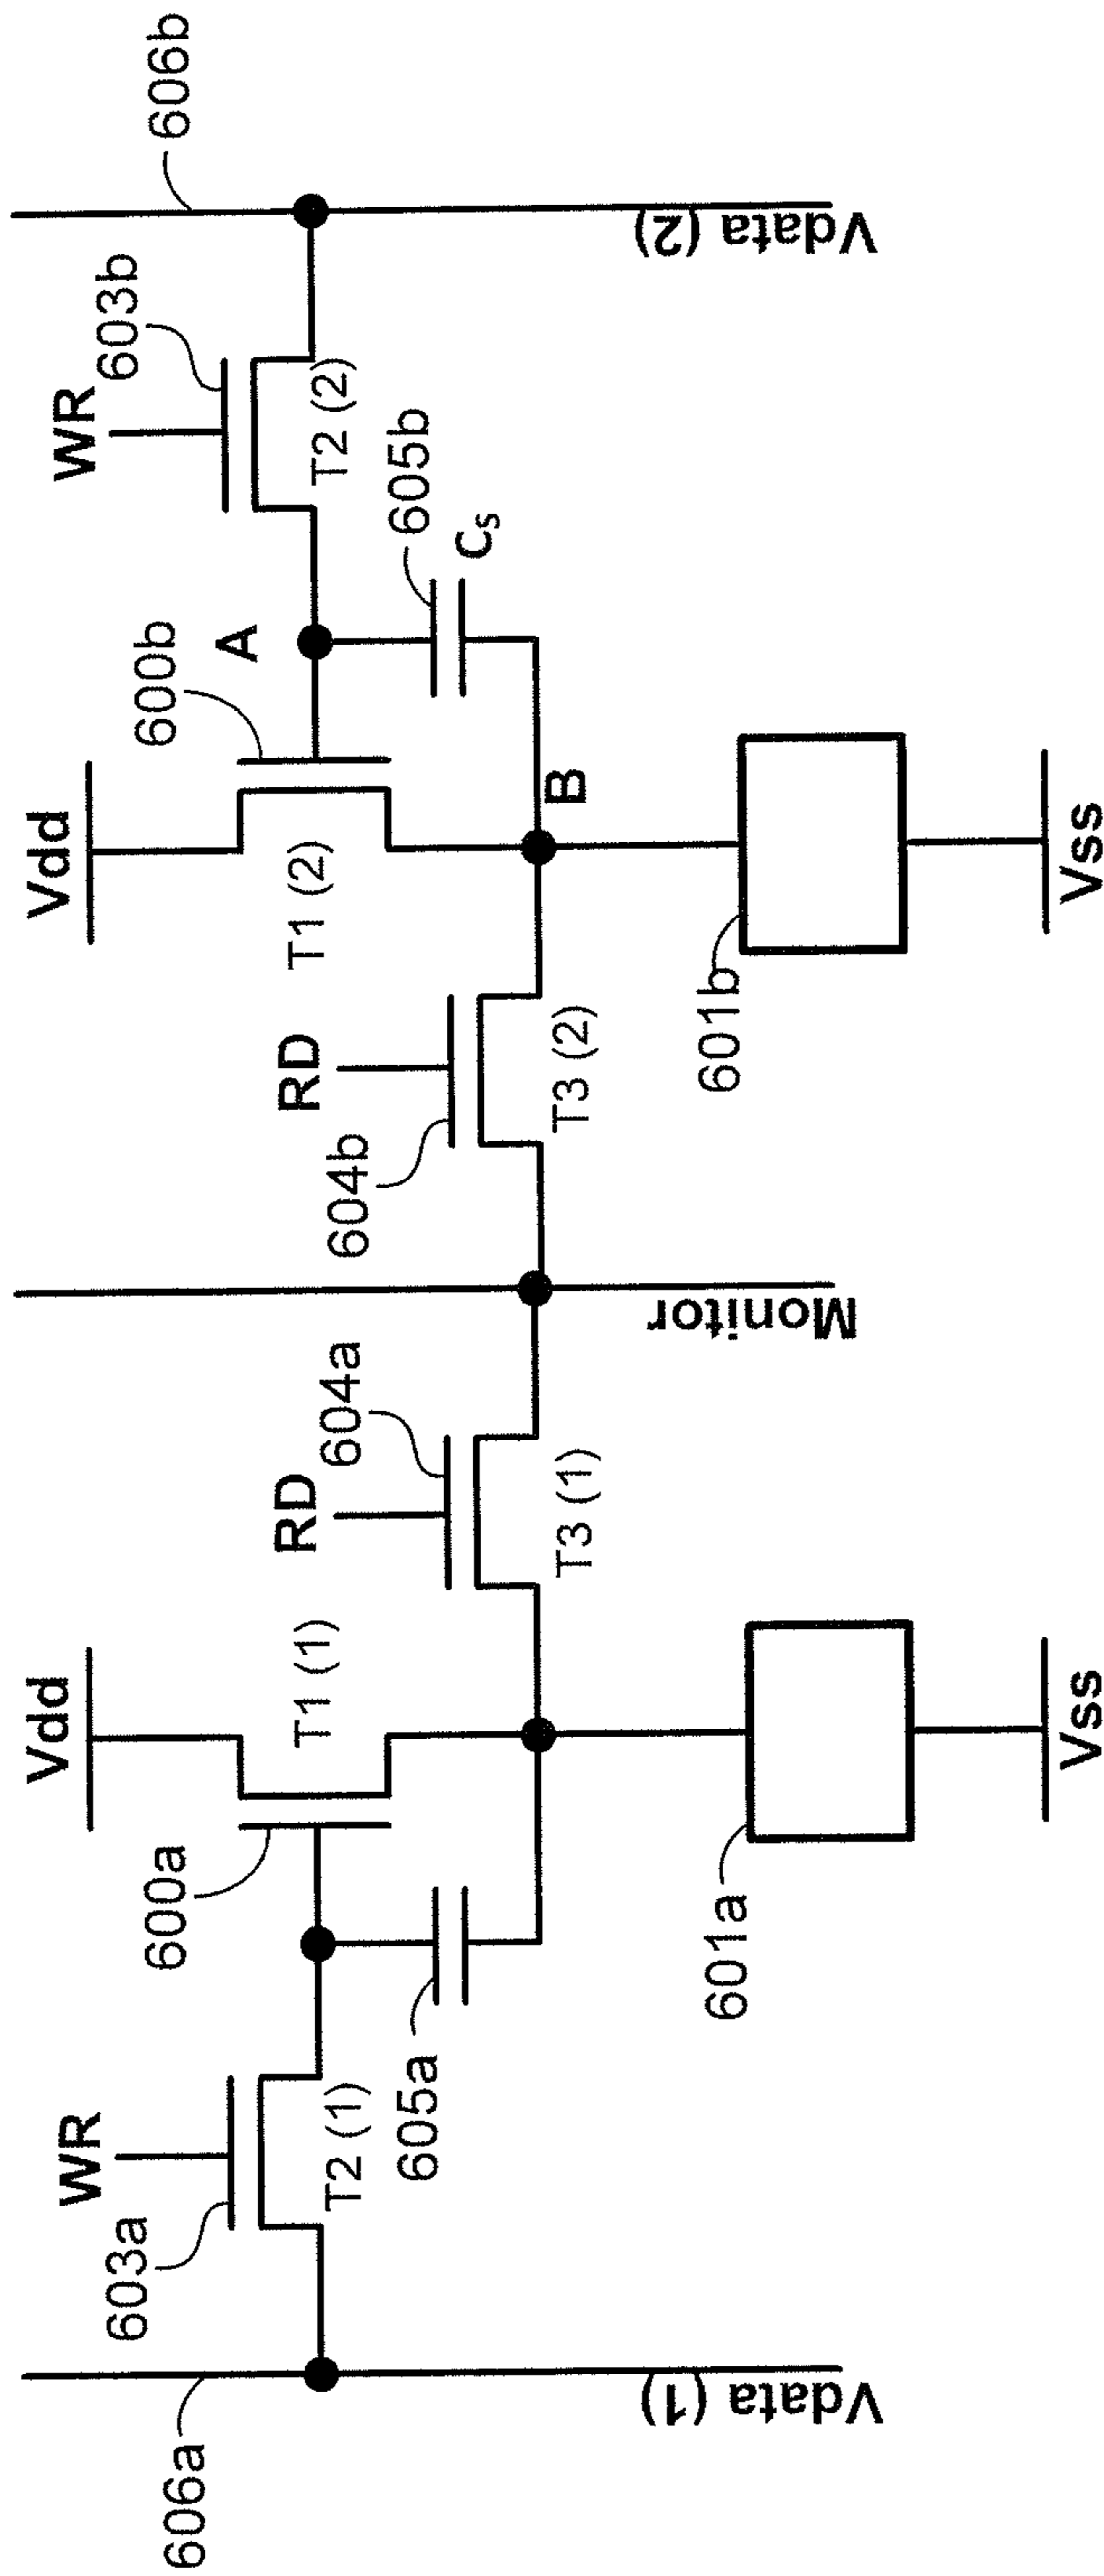 WR
Vdd
Vdd
WR
606a
603a
T2 (1)
600a
T1 (1)
RD
604a
RD
604b
T1 (2)
600b
A
603b
T2 (2)
606b
605a
T3 (1)
T3 (2)
B
605b
Cs
Vdata (1)
601a
Monitor
601b
Vdata (2)
Vss
Vss